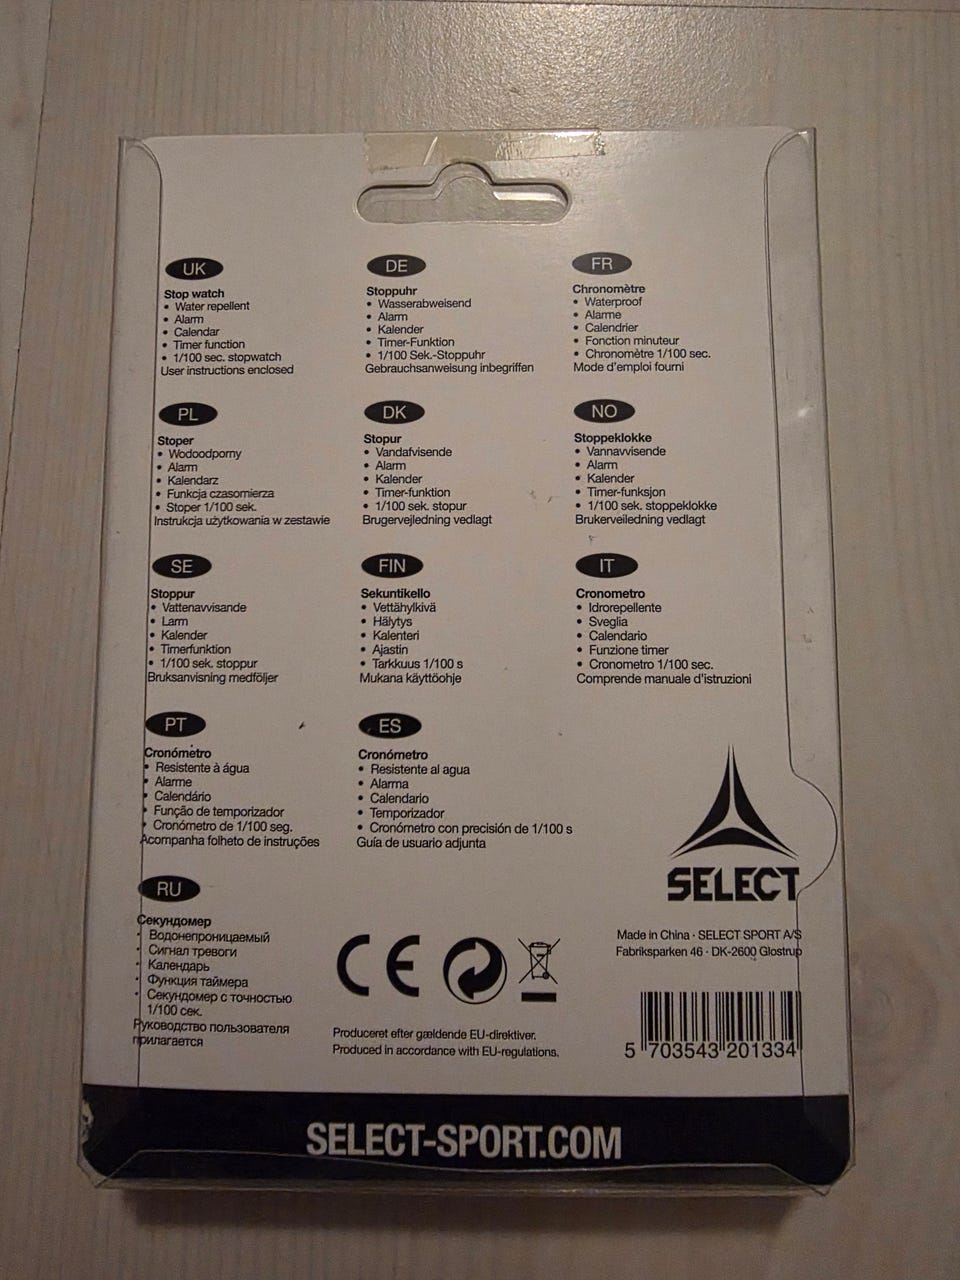 UK
Stop watch
• Water repellent
• Alarm
• Calendar
• Timer function
• 1/100 sec. stopwatch
User instructions enclosed
DE
Stoppuhr
• Wasserabweisend
• Alarm
• Kalender
• Timer-Funktion
• 1/100 Sek.-Stoppuhr
Gebrauchsanweisung inbegriffen
FR
Chronomètre
• Waterproof
• Alarme
• Calendrier
• Fonction minuteur
• Chronomètre 1/100 sec.
Mode d'emploi fourni
PL
Stoper
• Wodoodporny
• Alarm
• Kalendarz
• Funkcja czasomierza
• Stoper 1/100 sek.
Instrukcja użytkowania w zestawie
DK
Stopur
• Vandafvisende
• Alarm
• Kalender
• Timer-funktion
• 1/100 sek. stopur
Brugervejledning vedlagt
NO
Stoppeklokke
• Vannavvisende
• Alarm
• Kalender
• Timer-funksjon
• 1/100 sek. stoppeklokke
Brukerveiledning vedlagt
SE
Stoppur
• Vattenavvisande
• Larm
• Kalender
• Timerfunktion
• 1/100 sek. stoppur
Bruksanvisning medföljer
FIN
Sekuntikello
• Vettähylkivä
• Hälytys
• Kalenteri
• Ajastin
• Tarkkuus 1/100 s
Mukana käyttöohje
IT
Cronometro
• Idrorepellente
• Sveglia
• Calendario
• Funzione timer
• Cronometro 1/100 sec.
Comprende manuale d'istruzioni
PT
Cronómetro
• Resistente à água
• Alarme
• Calendário
• Função de temporizador
• Cronómetro de 1/100 seg.
Acompanha folheto de instruções
ES
Cronómetro
• Resistente al agua
• Alarma
• Calendario
• Temporizador
• Cronómetro con precisión de 1/100 s
Guía de usuario adjunta
RU
Секундомер
• Водонепроницаемый
• Сигнал тревоги
• Календарь
• Функция таймера
• Секундомер с точностью
1/100 сек.
Руководство пользователя
прилагается
CE
Produceret efter gældende EU-direktiver.
Produced in accordance with EU-regulations.
SELECT
Made in China · SELECT SPORT A/S
Fabriksparken 46 · DK-2600 Glostrup
5 703543 201334
SELECT-SPORT.COM